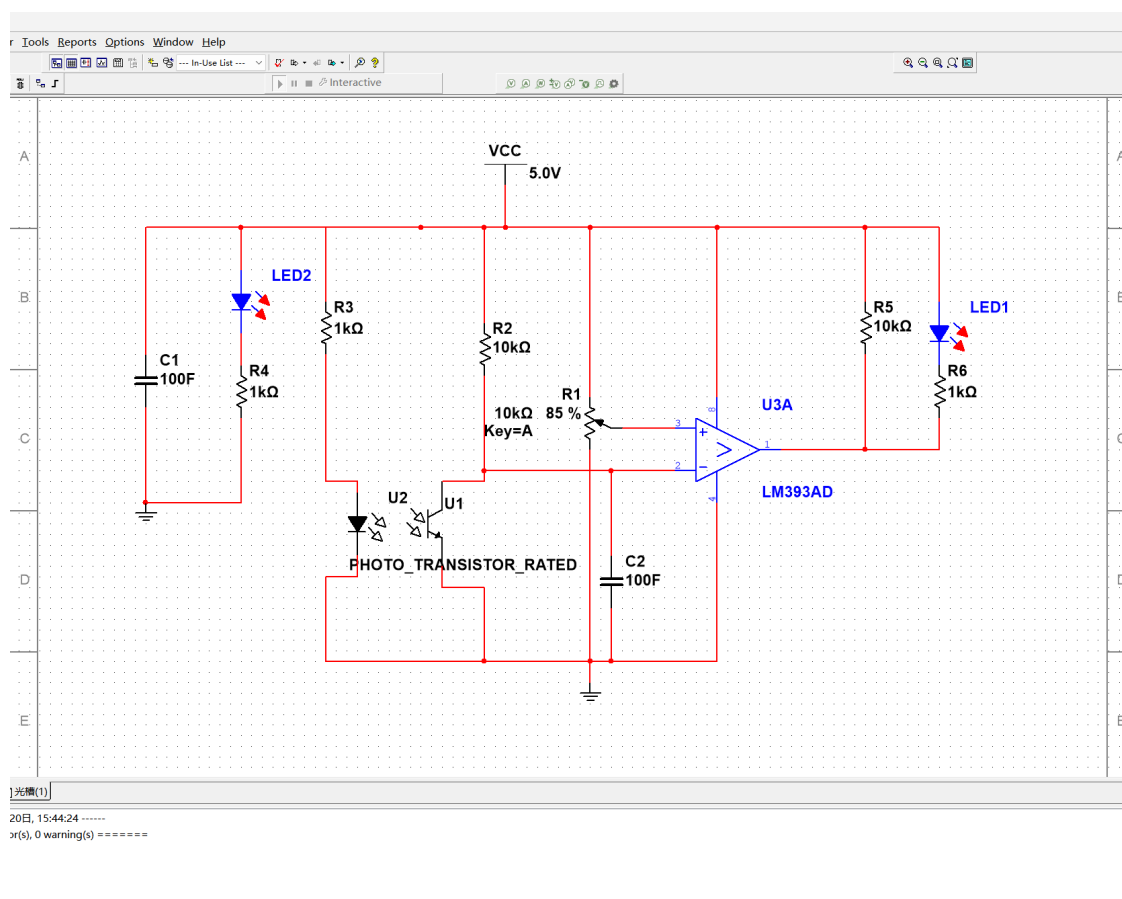 r Tools Reports Options Window Help
--- In-Use List ---
Interactive
A
A
VCC
5.0V
B
LED2
R3
1kΩ
R5
10kΩ
LED1
R2
10kΩ
C1
100F
R4
1kΩ
R6
1kΩ
R1
10kΩ 85 %
Key=A
U3A
8
3
2
1
4
C
LM393AD
U2
U1
PHOTO_TRANSISTOR_RATED
C2
100F
D
E
光槽(1)
20日, 15:44:24 ------
or(s), 0 warning(s) =======